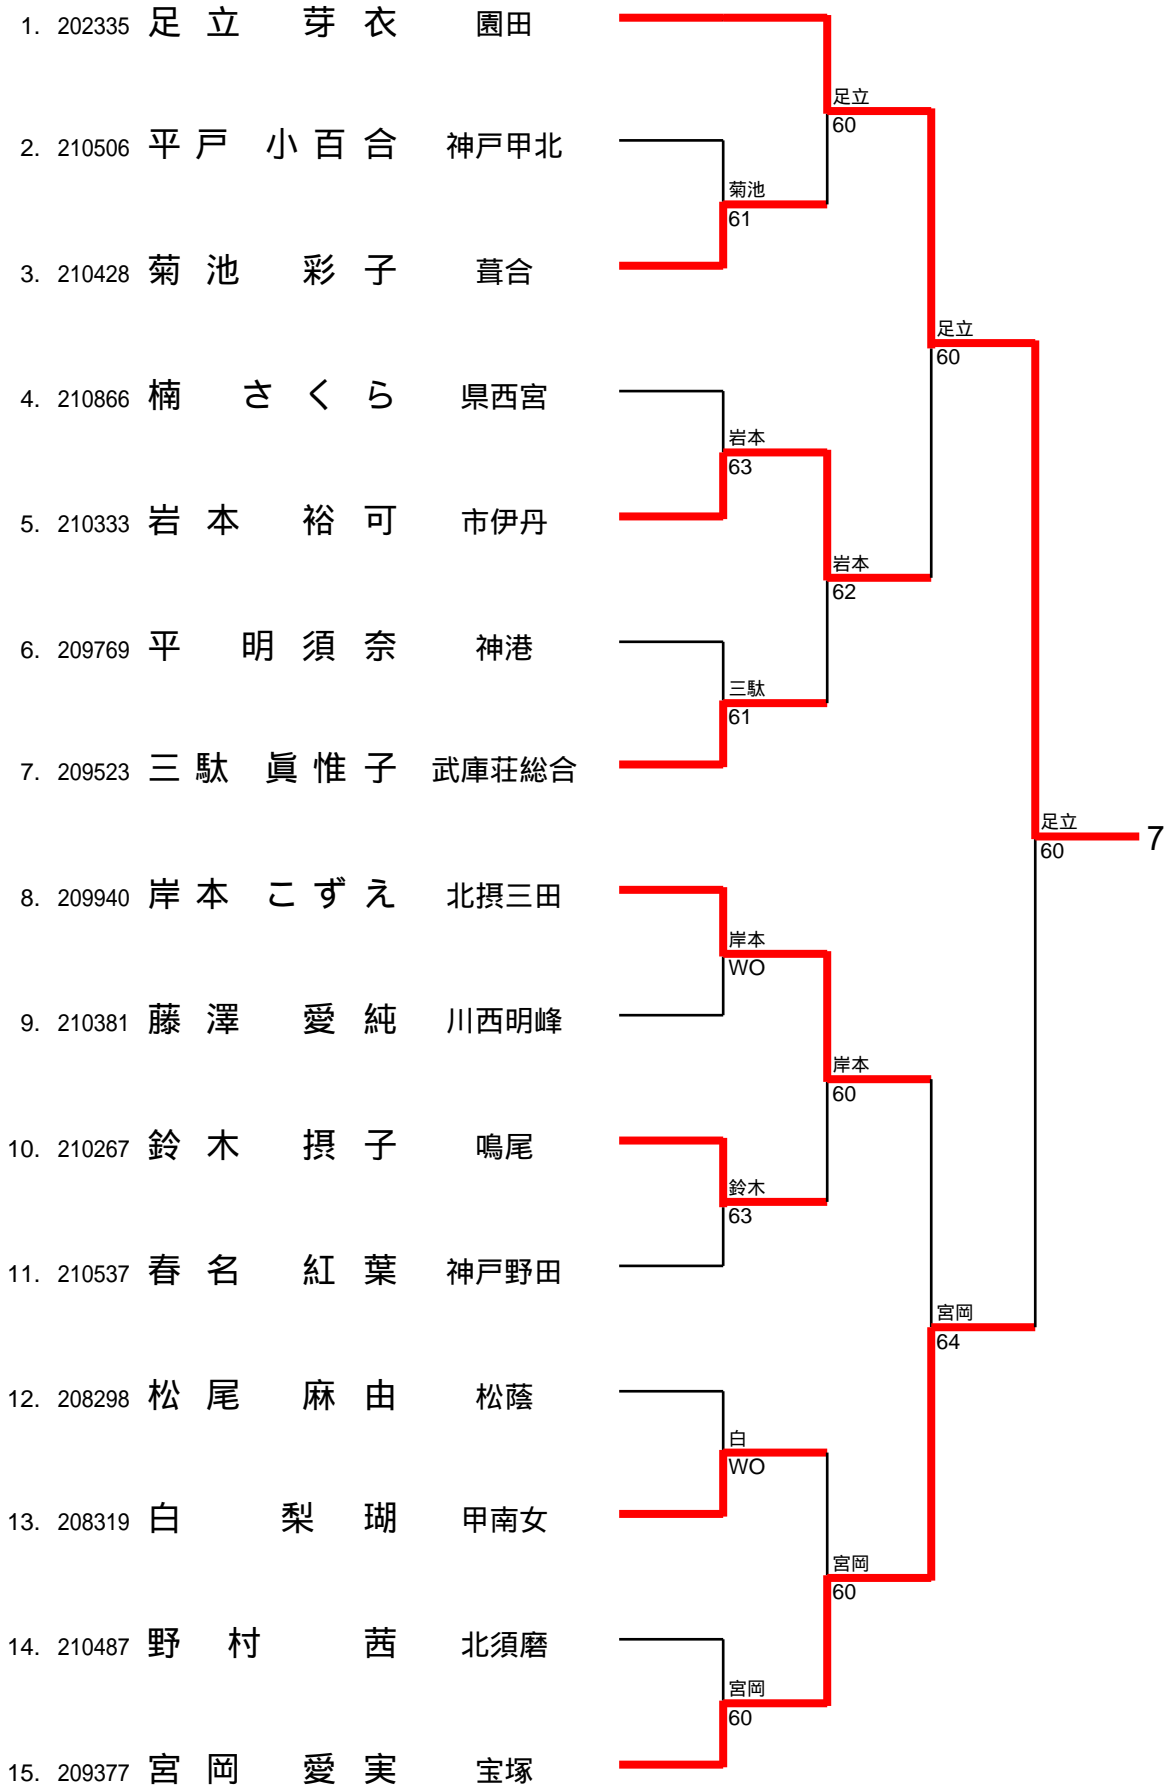 1. 202335 足立 芽衣 園田
足立
60
2. 210506 平戸 小百合 神戸甲北
菊池
61
3. 210428 菊池 彩子 葺合
足立
60
4. 210866 楠 さくら 県西宮
岩本
63
5. 210333 岩本 裕可 市伊丹
岩本
62
6. 209769 平 明須奈 神港
三駄
61
7. 209523 三駄 眞惟子 武庫荘総合
足立
60
7
8. 209940 岸本 こずえ 北摂三田
岸本
WO
9. 210381 藤澤 愛純 川西明峰
岸本
60
10. 210267 鈴木 摂子 鳴尾
鈴木
63
11. 210537 春名 紅葉 神戸野田
宮岡
64
12. 208298 松尾 麻由 松蔭
白
WO
13. 208319 白 梨瑚 甲南女
宮岡
60
14. 210487 野村 茜 北須磨
宮岡
60
15. 209377 宮岡 愛実 宝塚